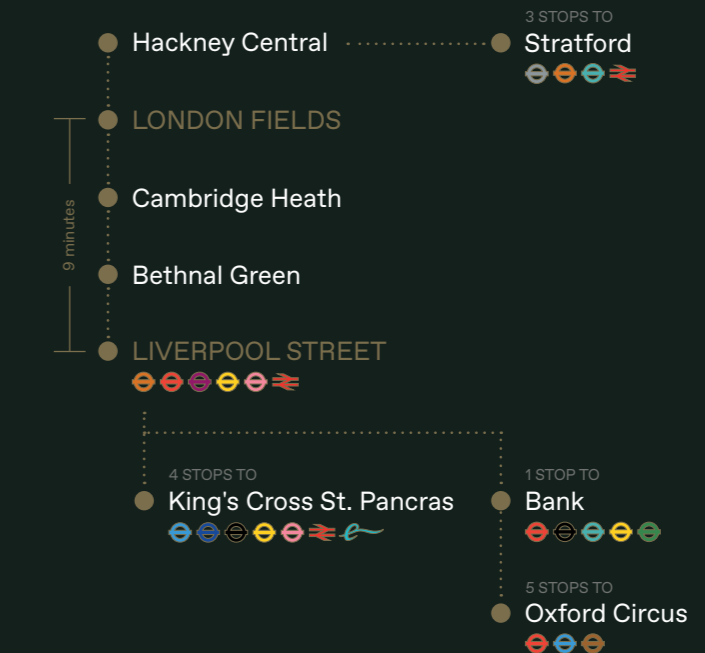 3 STOPS TO
Hackney Central
Stratford
LONDON FIELDS
Cambridge Heath
9 minutes
Bethnal Green
LIVERPOOL STREET
4 STOPS TO
King's Cross St. Pancras
1 STOP TO
Bank
5 STOPS TO
Oxford Circus